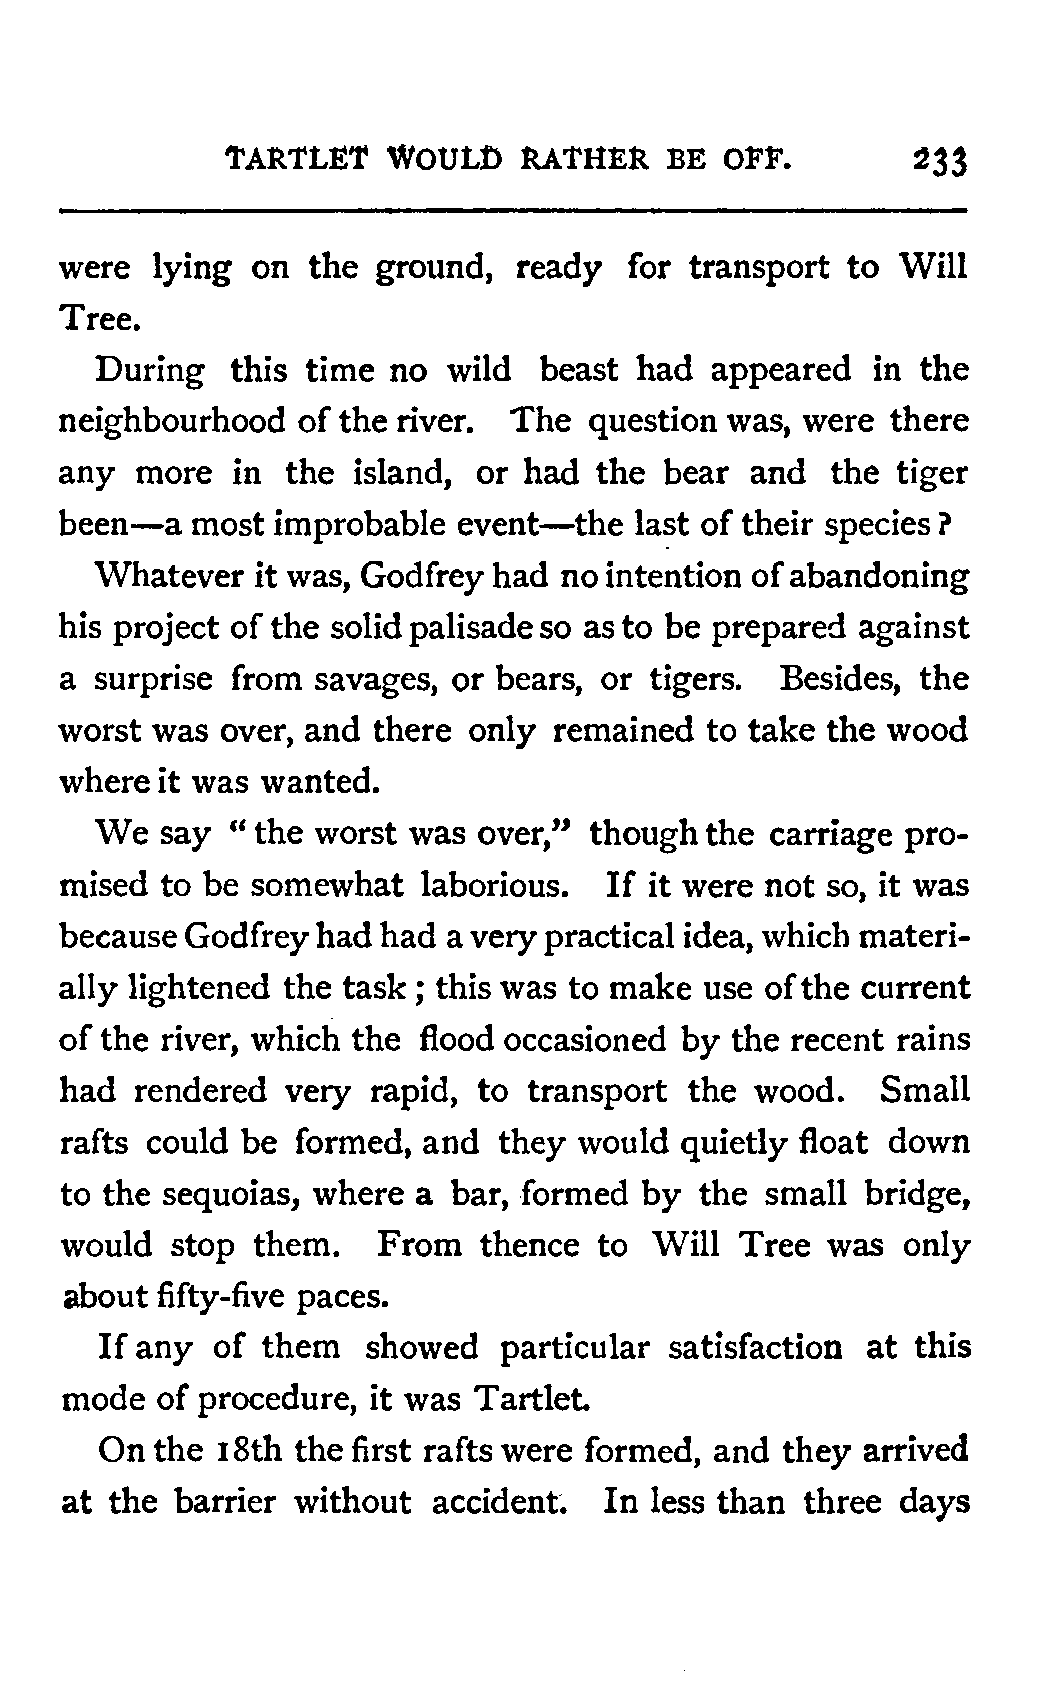 TARTLET WOULD RATHER BE OFF. 233
were lying on the ground, ready for transport to Will
Tree.
During this time no wild beast had appeared in the
neighbourhood of the river. The question was, were there
any more in the island, or had the bear and the tiger
been—a most improbable event—the last of their species?
Whatever it was, Godfrey had no intention of abandoning
his project of the solid palisade so as to be prepared against
a surprise from savages, or bears, or tigers. Besides, the
worst was over, and there only remained to take the wood
where it was wanted.
We say “the worst was over,” though the carriage pro-
mised to be somewhat laborious. If it were not so, it was
because Godfrey had had a very practical idea, which materi-
ally lightened the task; this was to make use of the current
of the river, which the flood occasioned by the recent rains
had rendered very rapid, to transport the wood. Small
rafts could be formed, and they would quietly float down
to the sequoias, where a bar, formed by the small bridge,
would stop them. From thence to Will Tree was only
about fifty-five paces.
If any of them showed particular satisfaction at this
mode of procedure, it was Tartlet.
On the 18th the first rafts were formed, and they arrived
at the barrier without accident. In less than three days